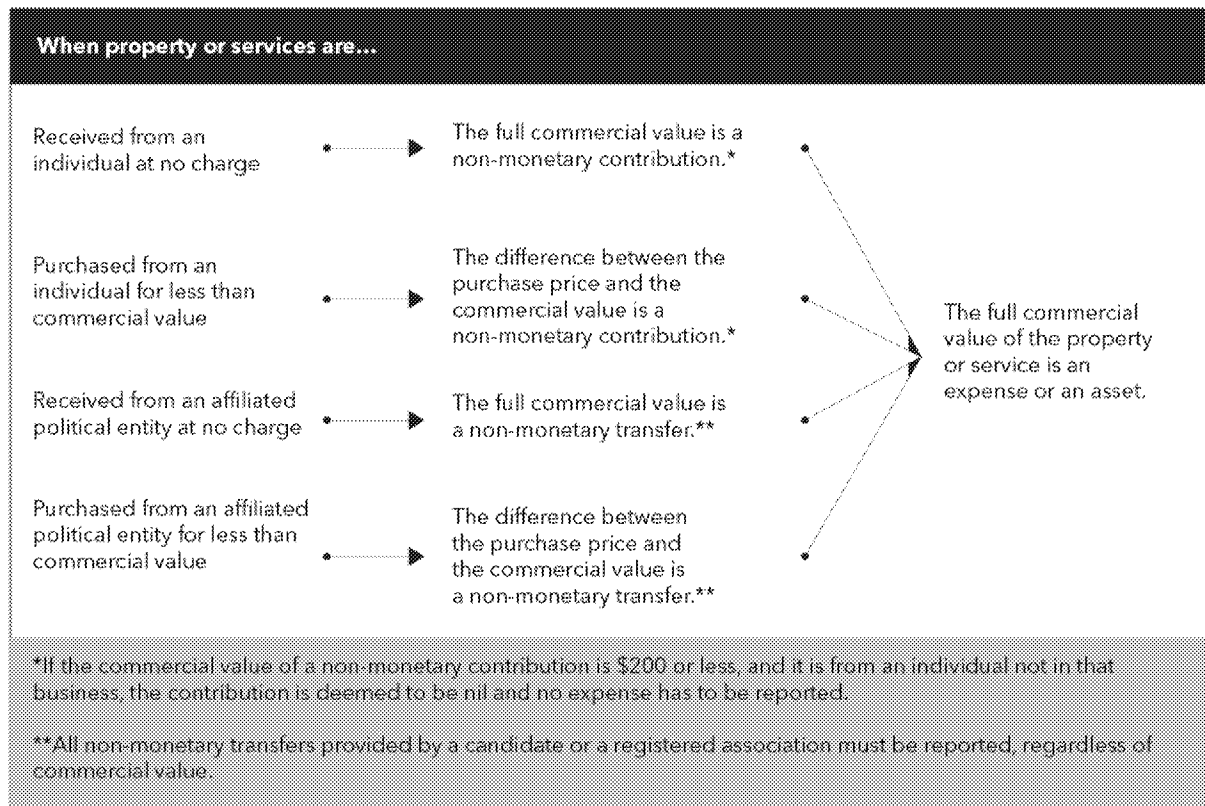 When property or services are...
Received from an
individual at no charge
The full commercial value is a
non-monetary contribution.*
Purchased from an
individual for less than
commercial value
The difference between the
purchase price and the
commercial value is a
non-monetary contribution.*
Received from an affiliated
political entity at no charge
The full commercial value is
a non-monetary transfer.**
Purchased from an affiliated
political entity for less than
commercial value
The difference between
the purchase price and
the commercial value is
a non-monetary transfer.**
The full commercial
value of the property
or service is an
expense or an asset.
*If the commercial value of a non-monetary contribution is $200 or less, and it is from an individual not in that
business, the contribution is deemed to be nil and no expense has to be reported.
**All non-monetary transfers provided by a candidate or a registered association must be reported, regardless of
commercial value.